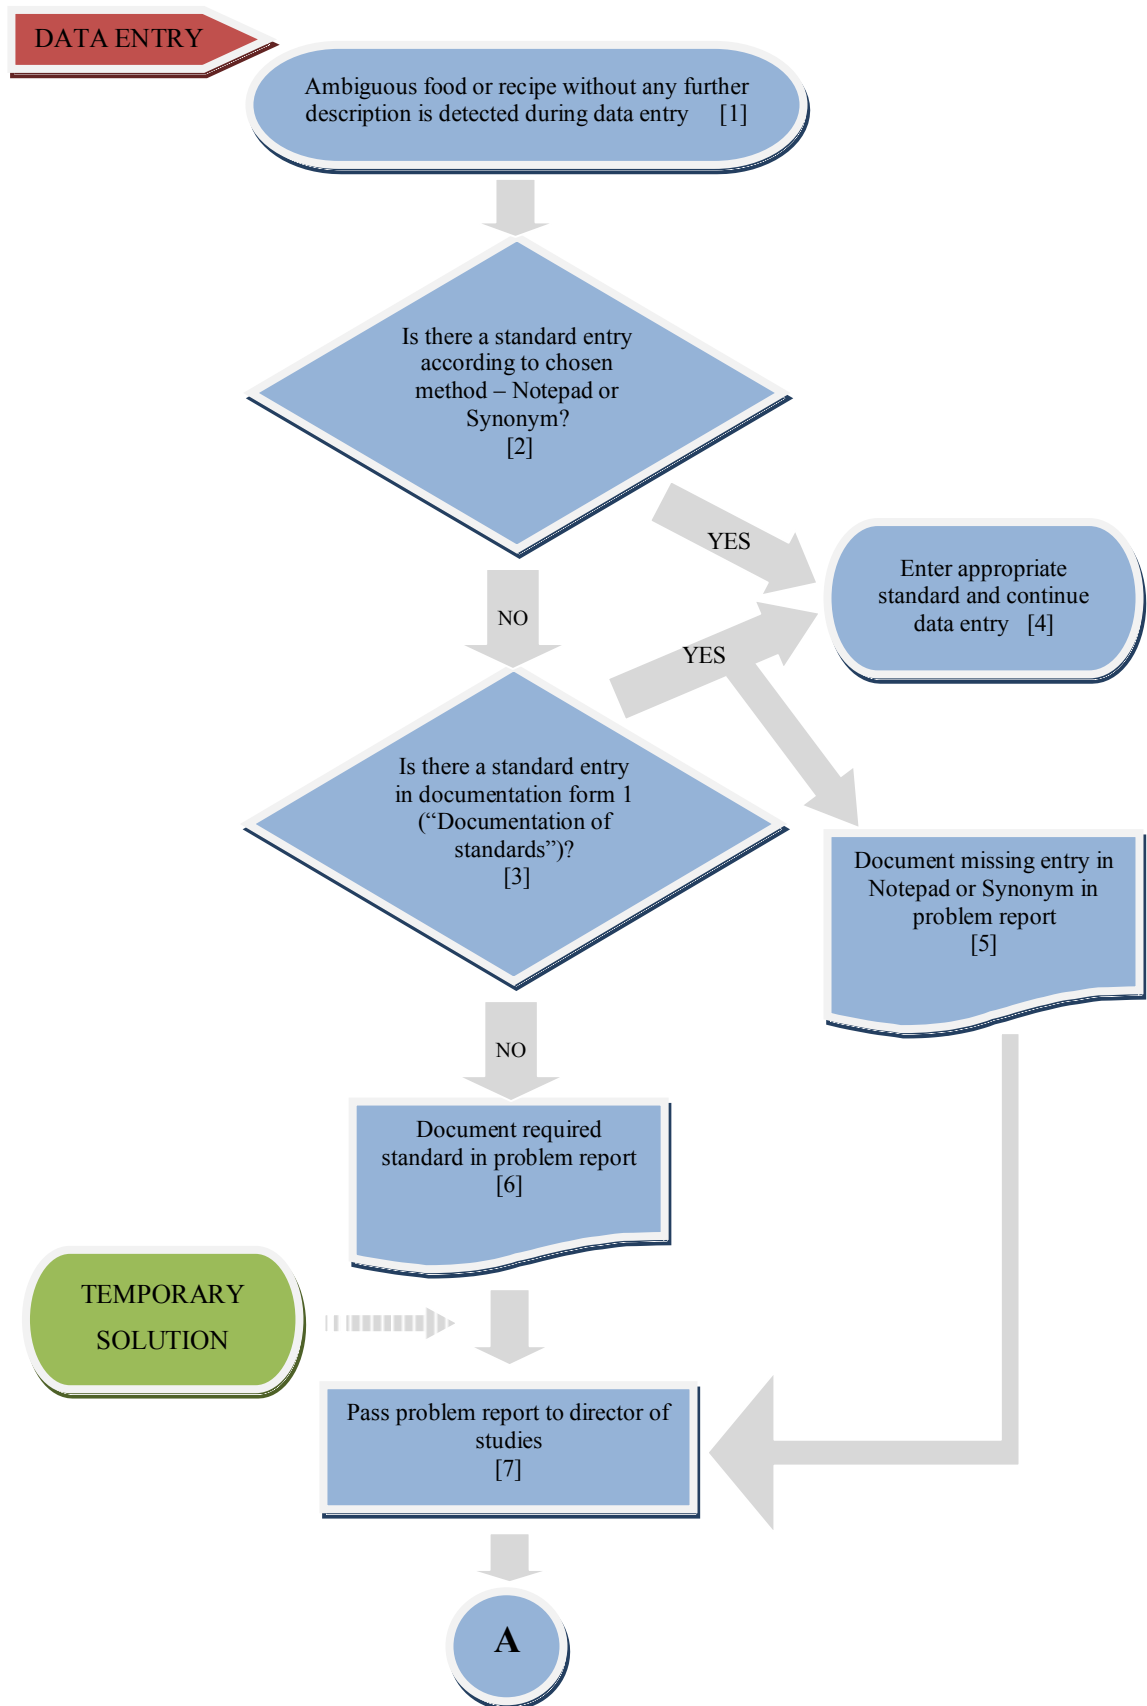 DATA ENTRY
Ambiguous food or recipe without any further
description is detected during data entry [1]
Is there a standard entry
according to chosen
method – Notepad or
Synonym?
[2]
YES
Enter appropriate
standard and continue
data entry [4]
NO
YES
Is there a standard entry
in documentation form 1
(“Documentation of
standards”)?
[3]
Document missing entry in
Notepad or Synonym in
problem report
[5]
NO
Document required
standard in problem report
[6]
TEMPORARY
SOLUTION
Pass problem report to director of
studies
[7]
A